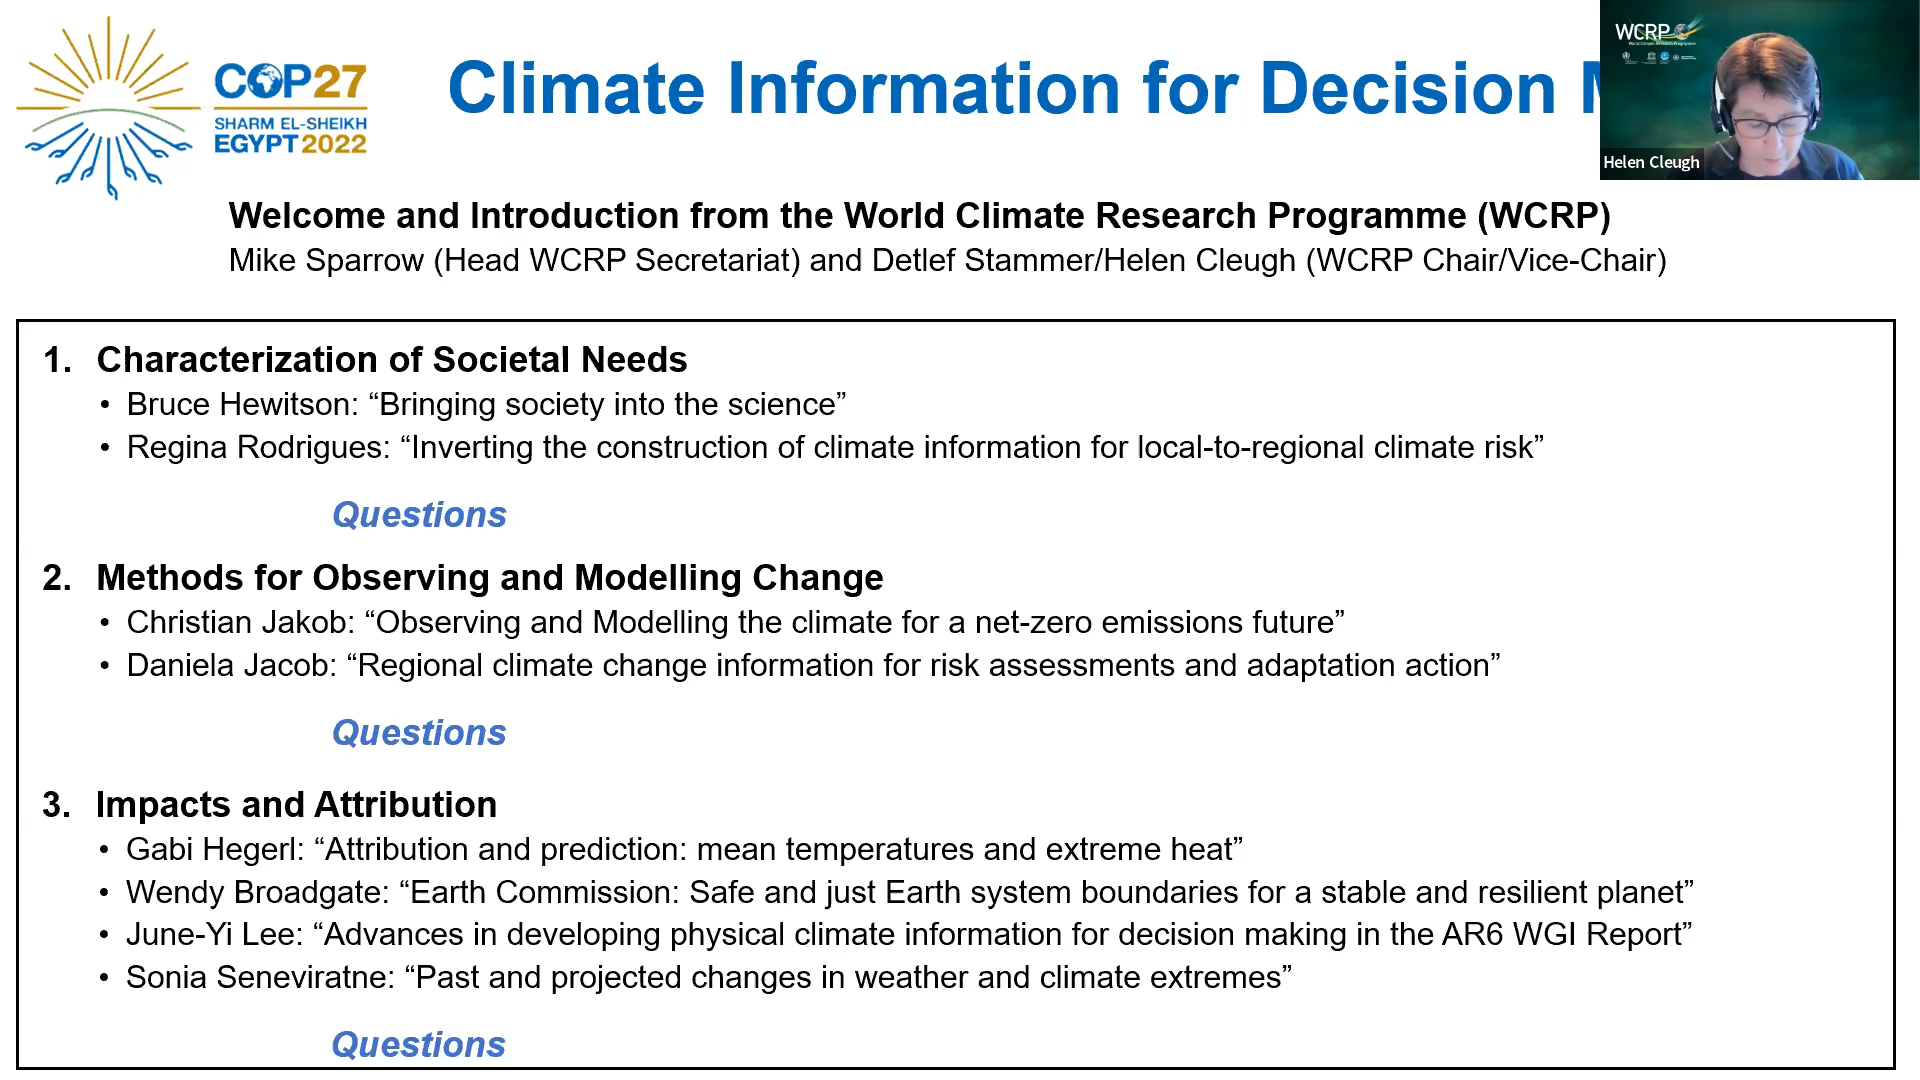 COP27
SHARM EL-SHEIKH
EGYPT 2022
Climate Information for Decision
WCRP
World Climate Research Programme
Helen Cleugh
Welcome and Introduction from the World Climate Research Programme (WCRP)
Mike Sparrow (Head WCRP Secretariat) and Detlef Stammer/Helen Cleugh (WCRP Chair/Vice-Chair)
1. Characterization of Societal Needs
• Bruce Hewitson: “Bringing society into the science”
• Regina Rodrigues: “Inverting the construction of climate information for local-to-regional climate risk”
Questions
2. Methods for Observing and Modelling Change
• Christian Jakob: “Observing and Modelling the climate for a net-zero emissions future”
• Daniela Jacob: “Regional climate change information for risk assessments and adaptation action”
Questions
3. Impacts and Attribution
• Gabi Hegerl: “Attribution and prediction: mean temperatures and extreme heat”
• Wendy Broadgate: “Earth Commission: Safe and just Earth system boundaries for a stable and resilient planet”
• June-Yi Lee: “Advances in developing physical climate information for decision making in the AR6 WGI Report”
• Sonia Seneviratne: “Past and projected changes in weather and climate extremes”
Questions